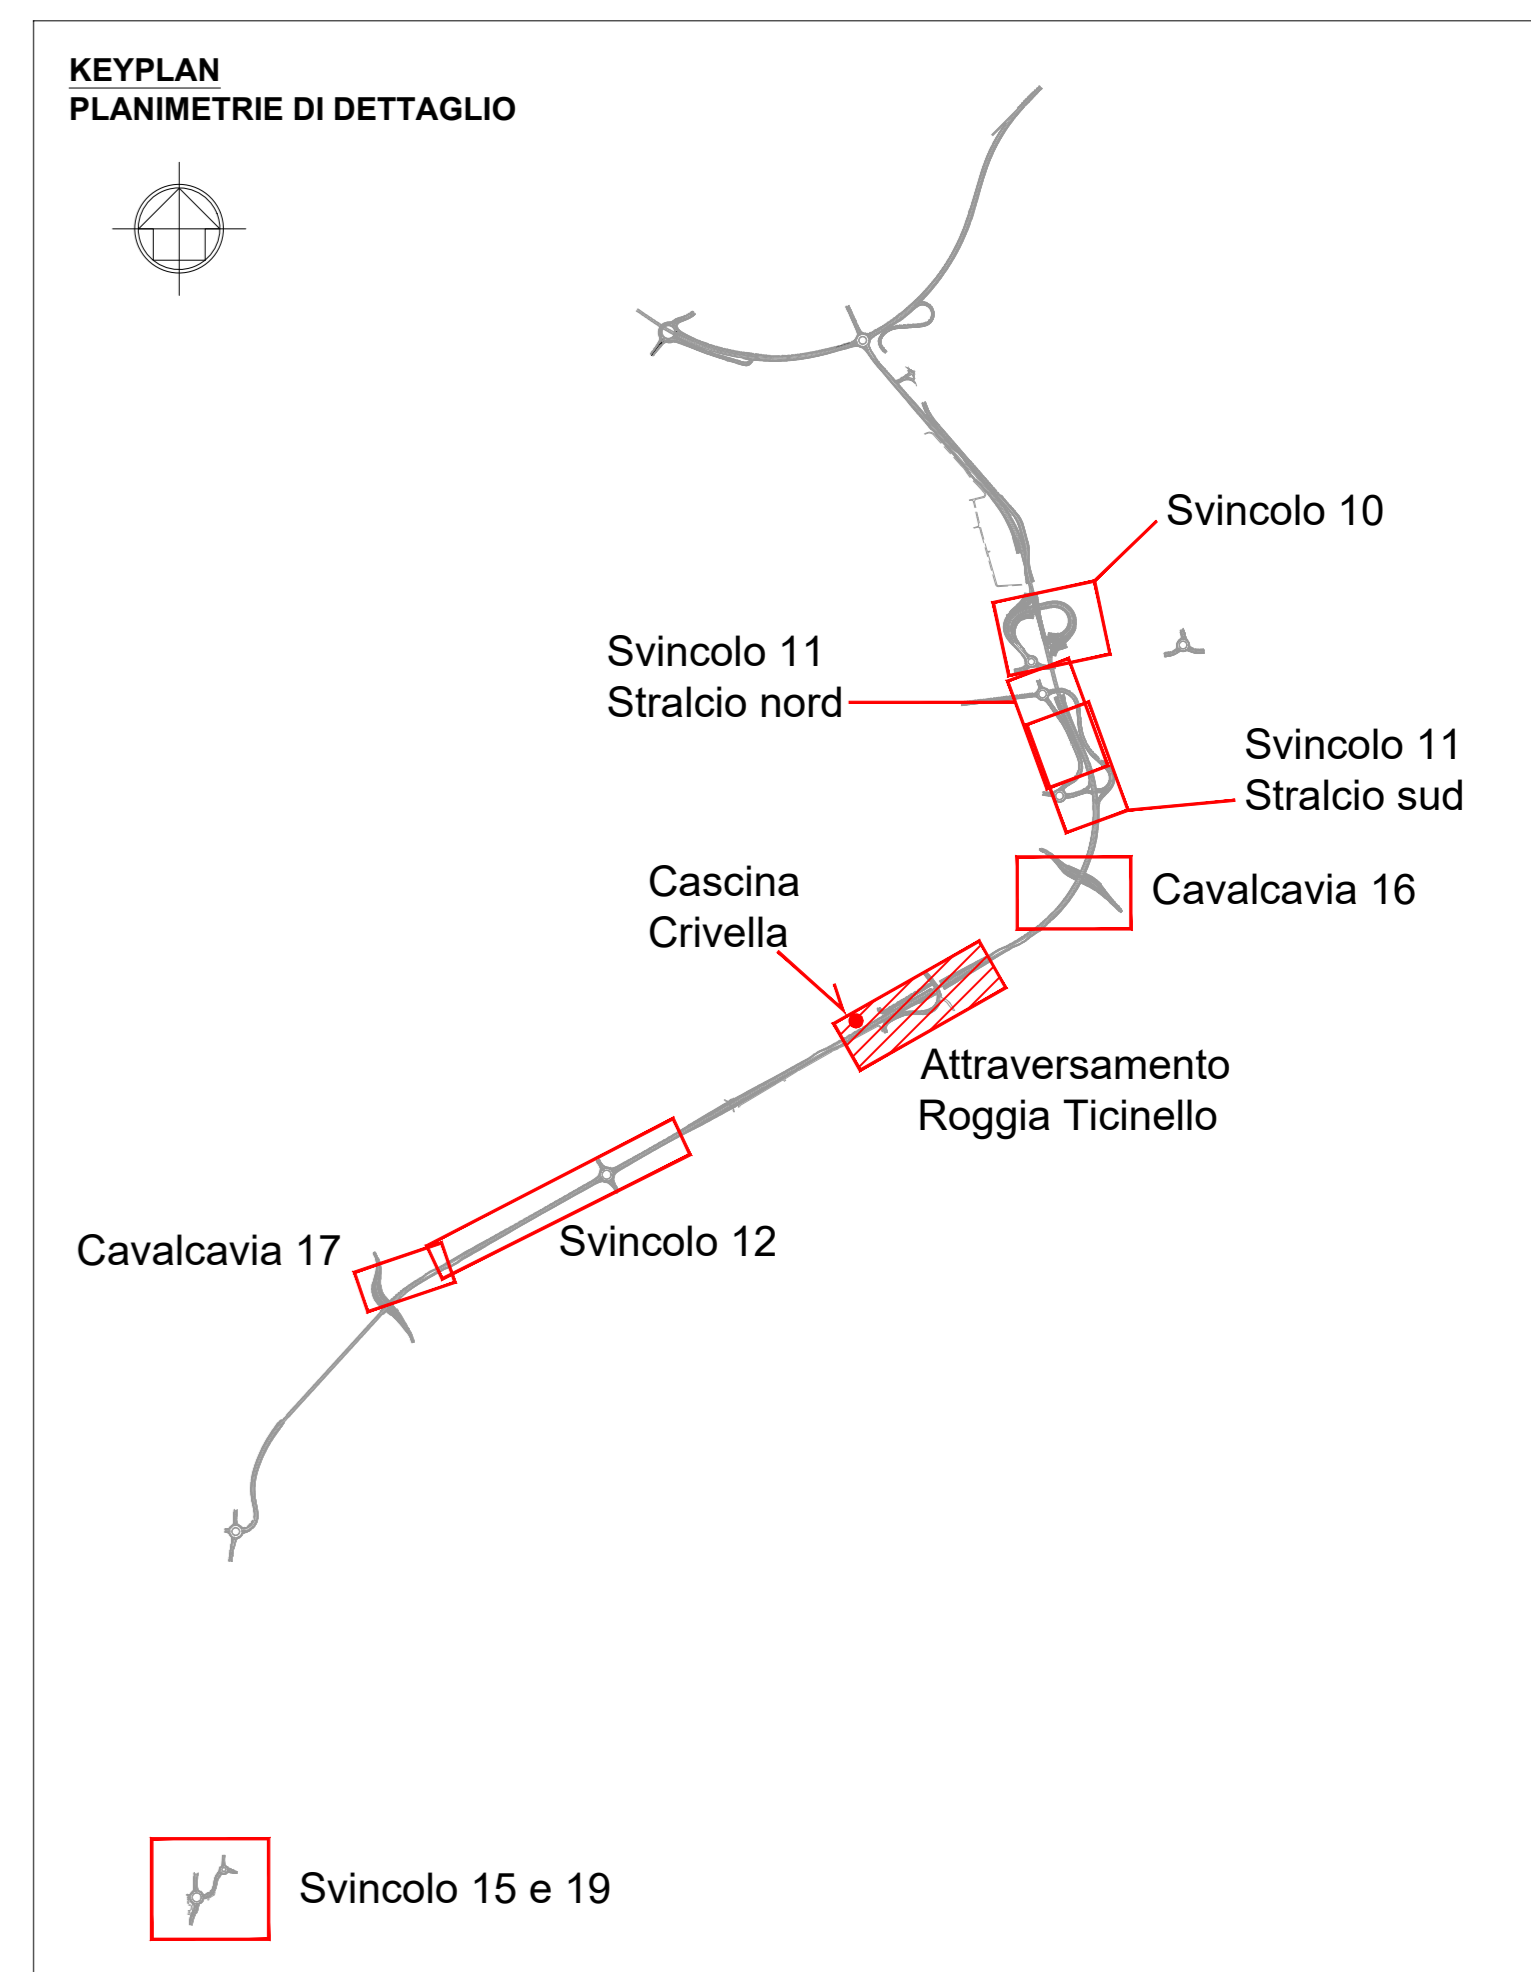 KEYPLAN
PLANIMETRIE DI DETTAGLIO
Svincolo 10
Svincolo 11
Stralcio nord
Svincolo 11
Stralcio sud
Cascina
Crivella
Cavalcavia 16
Attraversamento
Roggia Ticinello
Cavalcavia 17
Svincolo 12
Svincolo 15 e 19